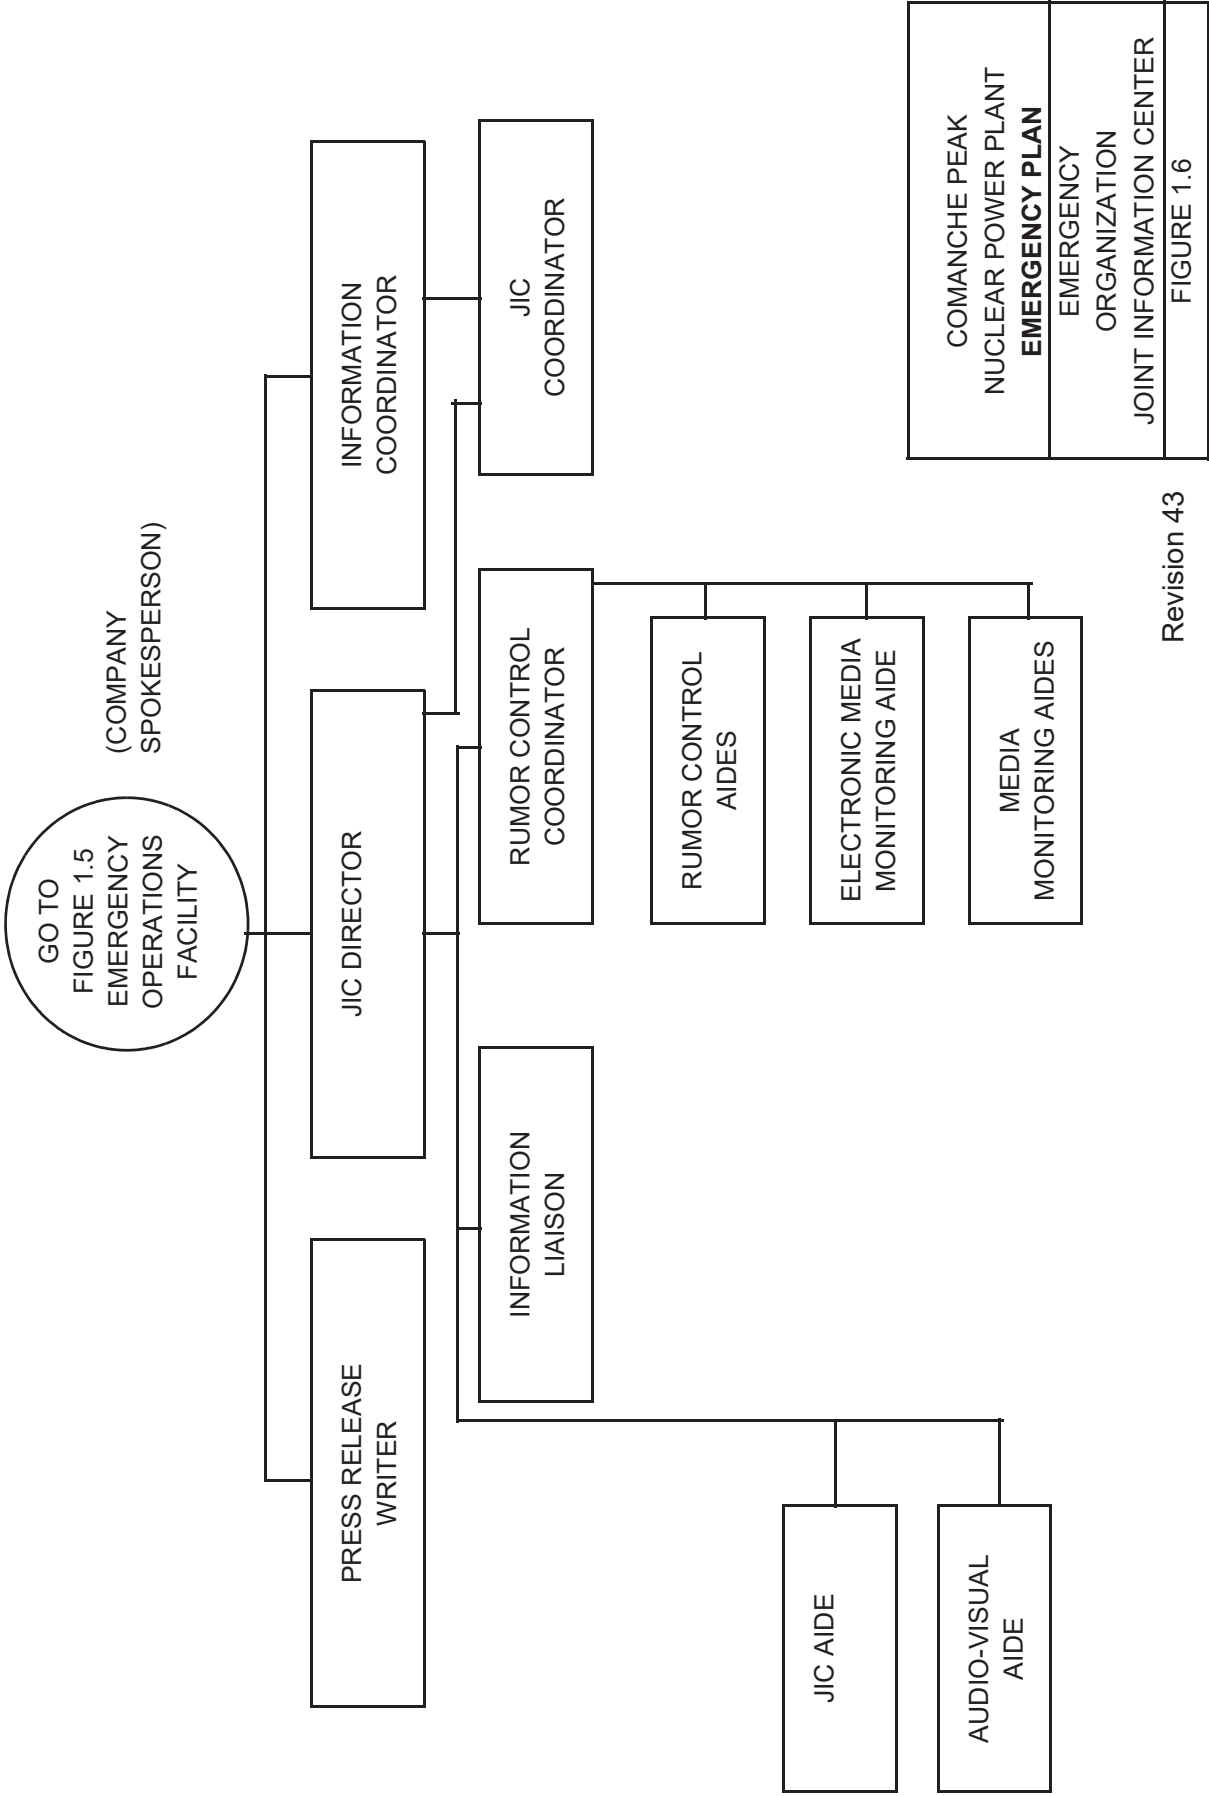 GO TO
FIGURE 1.5
EMERGENCY
OPERATIONS
FACILITY
(COMPANY
SPOKESPERSON)
PRESS RELEASE
WRITER
JIC DIRECTOR
INFORMATION
COORDINATOR
INFORMATION
LIAISON
RUMOR CONTROL
COORDINATOR
JIC
COORDINATOR
RUMOR CONTROL
AIDES
ELECTRONIC MEDIA
MONITORING AIDE
MEDIA
MONITORING AIDES
JIC AIDE
AUDIO-VISUAL
AIDE
COMANCHE PEAK
NUCLEAR POWER PLANT
EMERGENCY PLAN
EMERGENCY
ORGANIZATION
JOINT INFORMATION CENTER
FIGURE 1.6
Revision 43